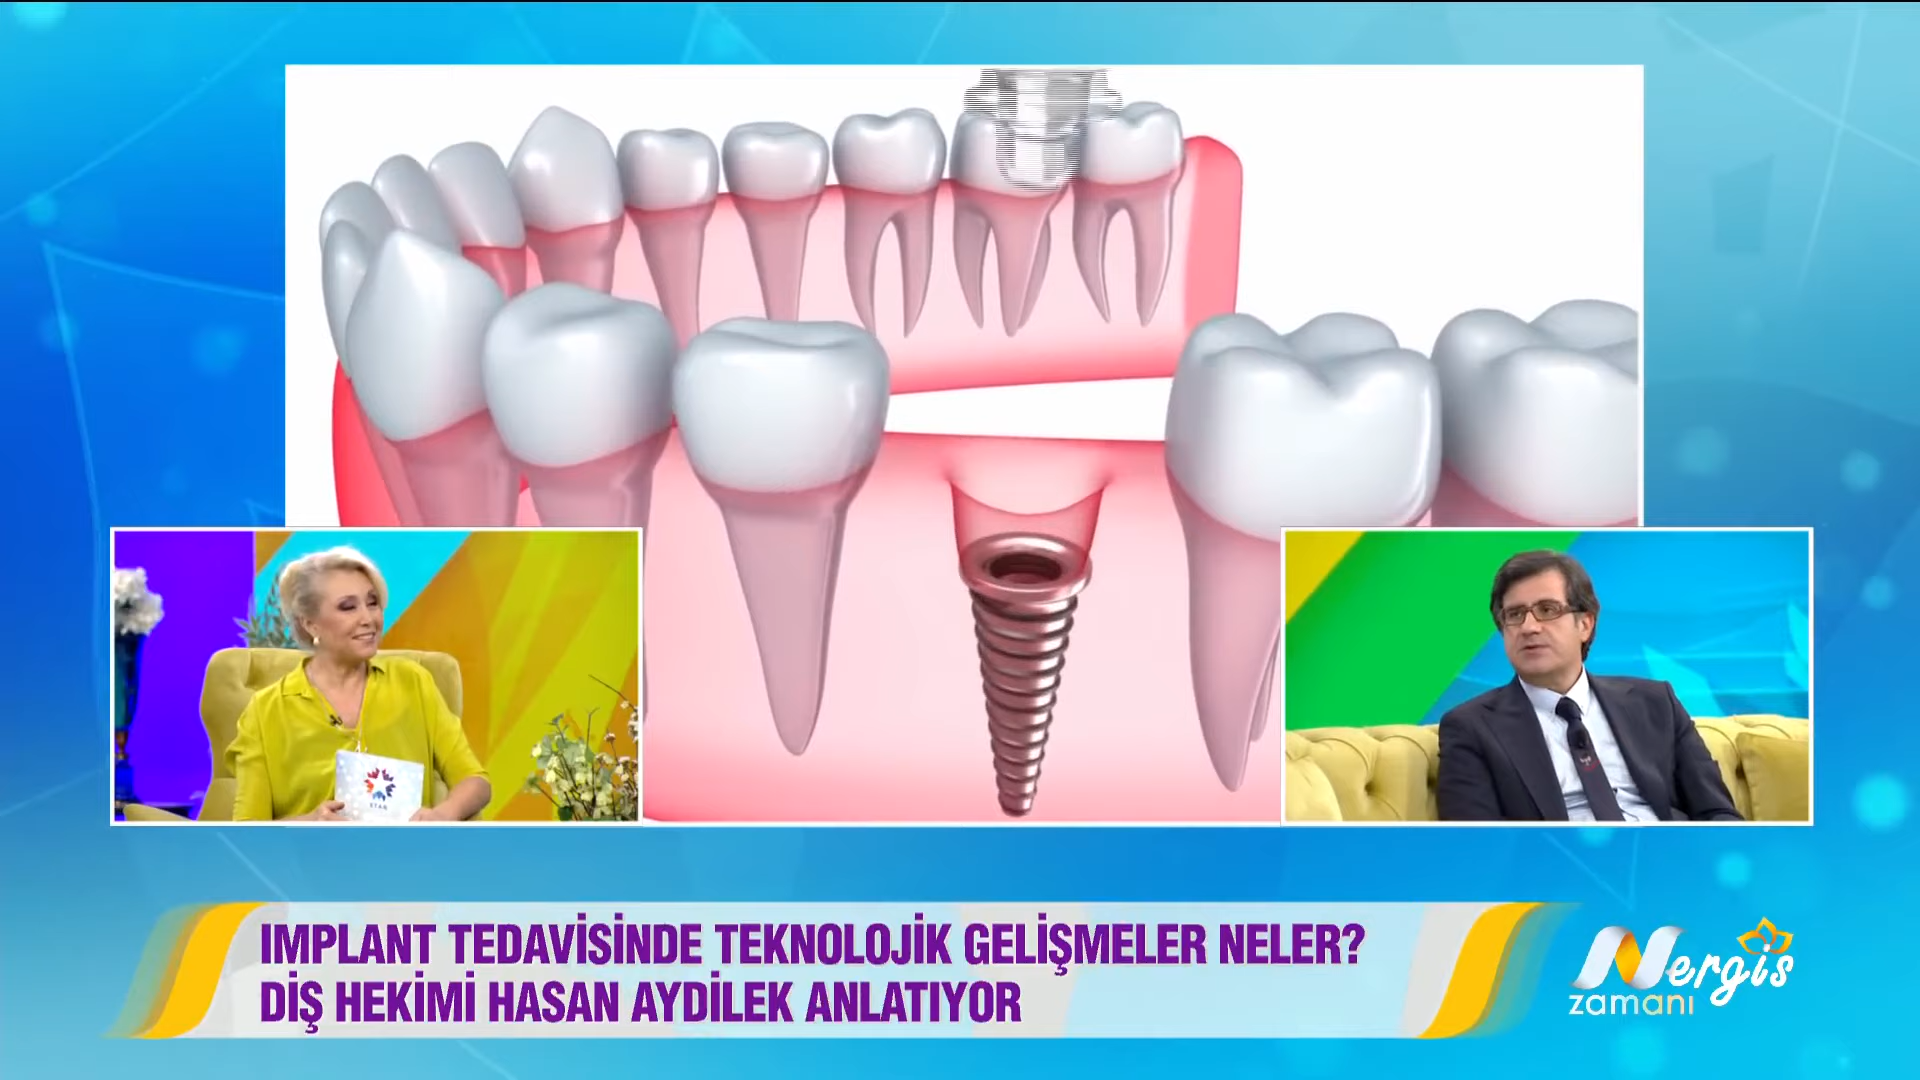 STAR
IMPLANT TEDAVİSİNDE TEKNOLOJİK GELİŞMELER NELER?
DİŞ HEKİMİ HASAN AYDİLEK ANLATIYOR
Nergis
zamanı